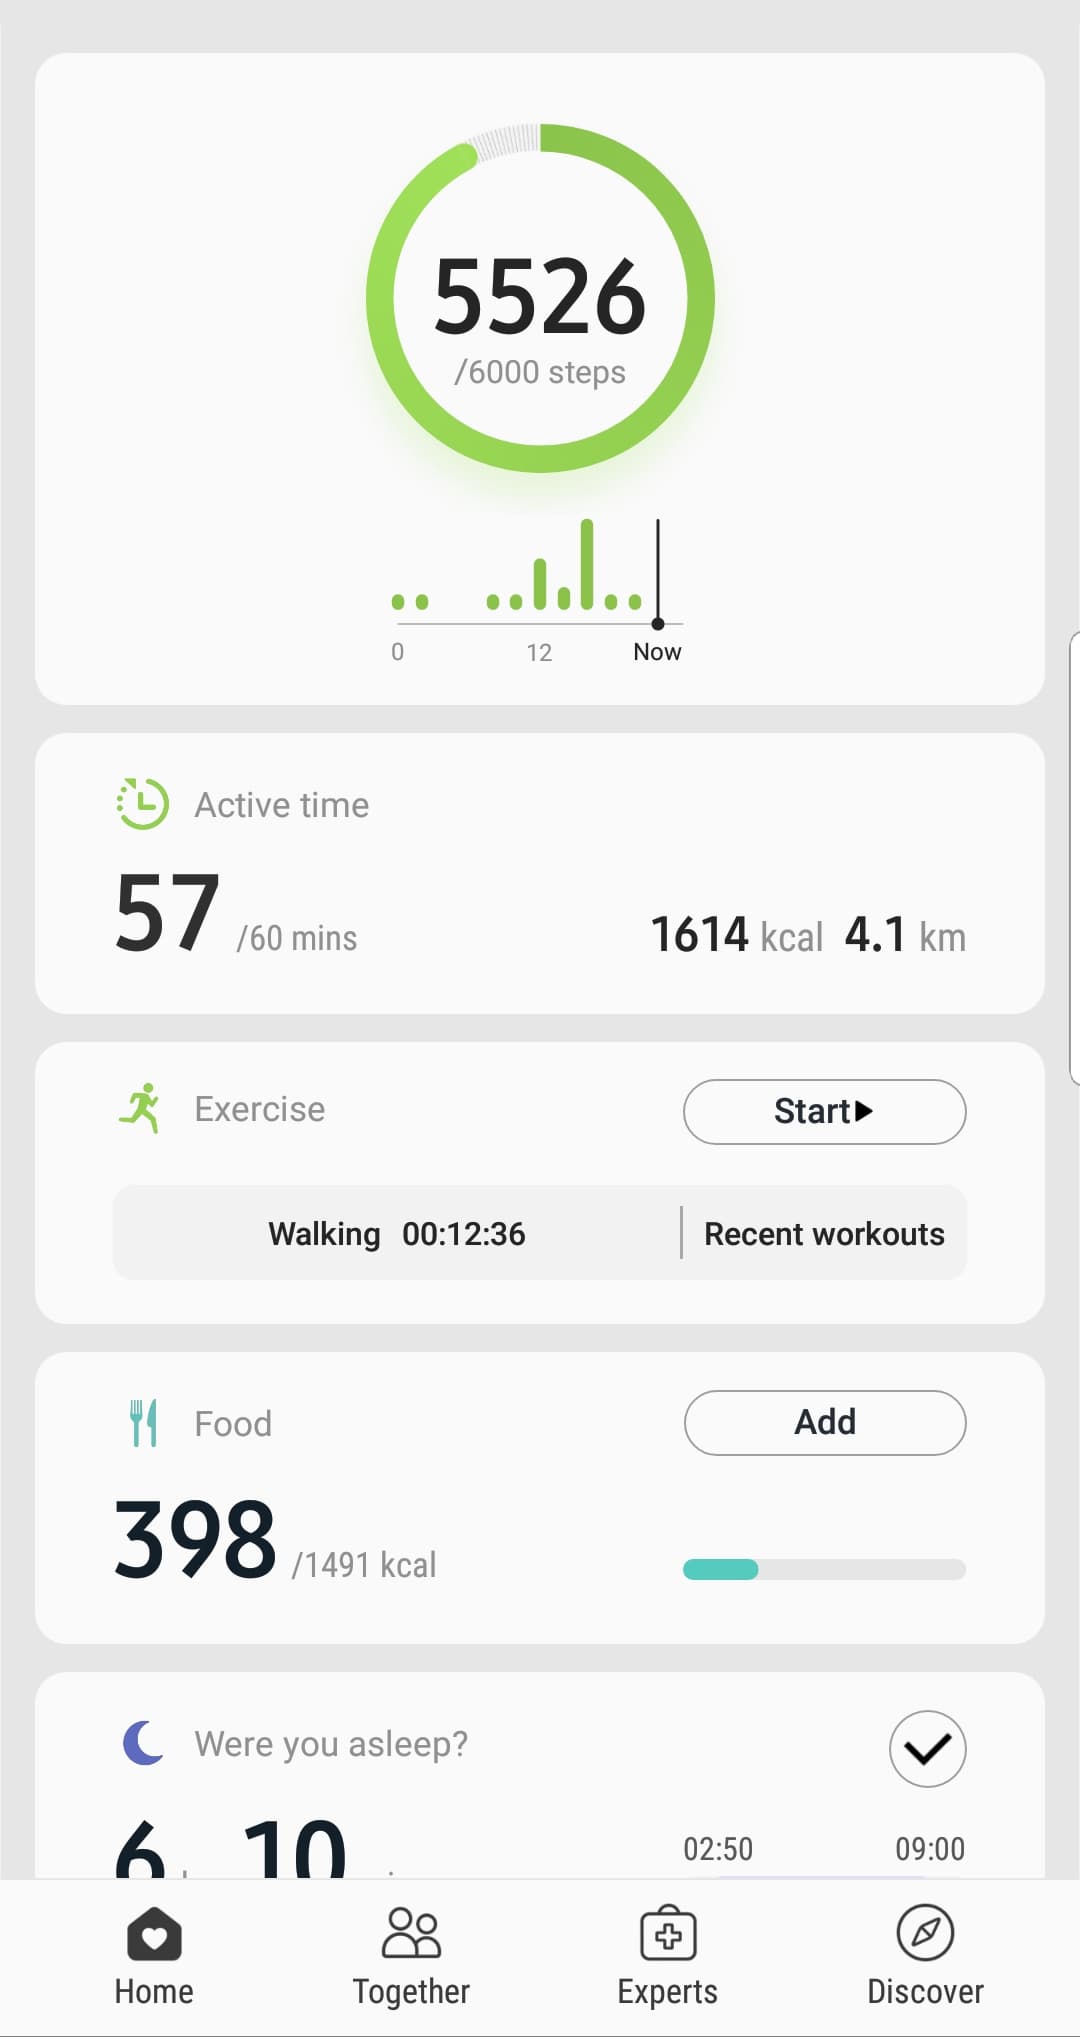 5526
/6000 steps
0 12 Now
Active time
57 /60 mins 1614 kcal 4.1 km
Exercise Start
Walking 00:12:36 Recent workouts
Food Add
398 /1491 kcal
Were you asleep?
6 10 02:50 09:00
Home Together Experts Discover